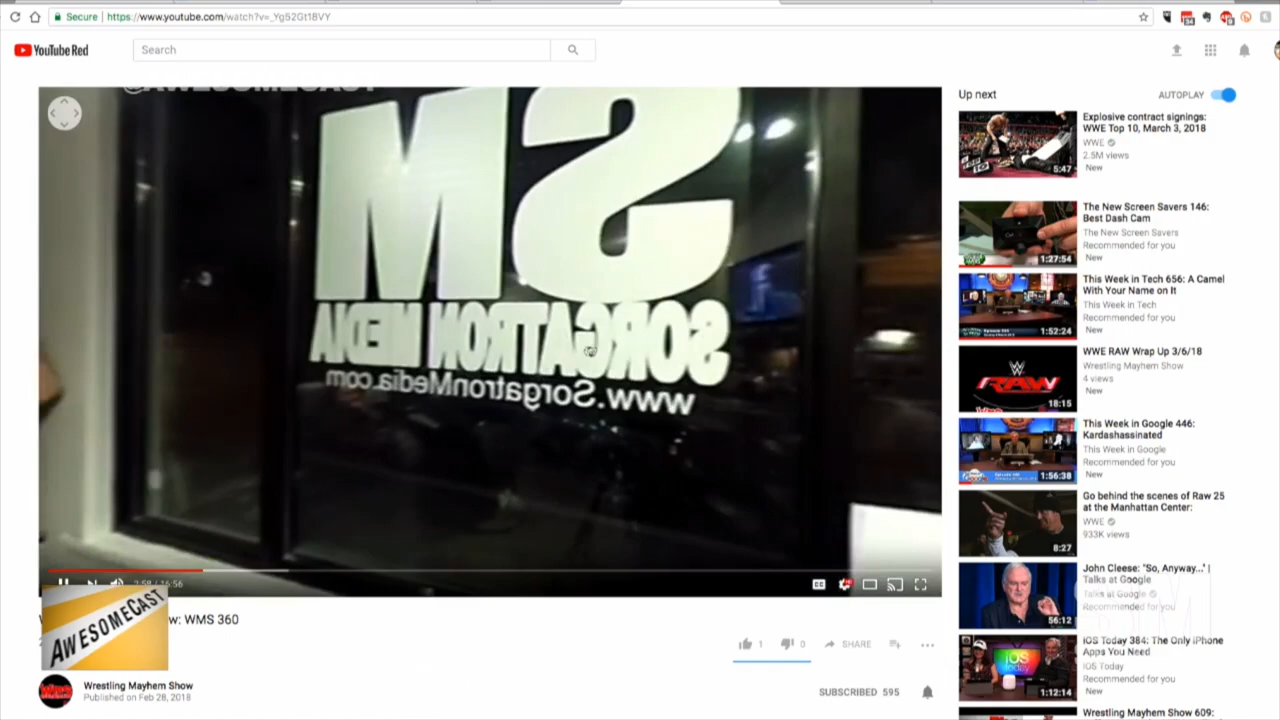 Secure https://www.youtube.com/watch?v=_Yg52Gt18VY
YouTube Red
Search
SM
SORGATRON MEDIA
www.SorgatronMedia.com
2:58 / 16:56
AWESOMECAST
w: WMS 360
1
0
SHARE
WMS
Wrestling Mayhem Show
Published on Feb 28, 2018
SUBSCRIBED 595
Up next
AUTOPLAY
Explosive contract signings:
WWE Top 10, March 3, 2018
WWE
2.5M views
New
5:47
The New Screen Savers 146:
Best Dash Cam
The New Screen Savers
Recommended for you
New
1:27:54
This Week in Tech 656: A Camel
With Your Name on It
This Week in Tech
Recommended for you
New
1:52:24
WWE RAW Wrap Up 3/6/18
Wrestling Mayhem Show
4 views
New
RAW
18:15
This Week in Google 446:
Kardashassinated
This Week in Google
Recommended for you
New
1:56:38
Go behind the scenes of Raw 25
at the Manhattan Center:
WWE
933K views
8:27
John Cleese: "So, Anyway..." |
Talks at Google
Talks at Google
Recommended for you
56:12
iOS Today 384: The Only iPhone
Apps You Need
iOS Today
Recommended for you
New
iOS
today
1:12:14
Wrestling Mayhem Show 609: